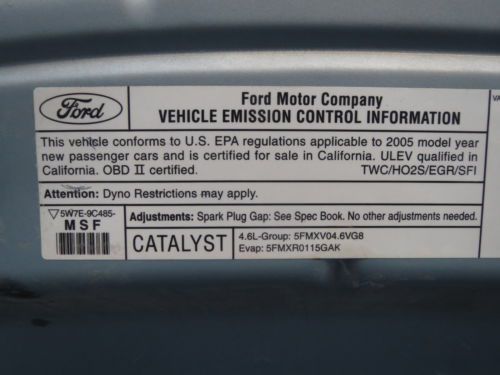 Ford
Ford Motor Company
VEHICLE EMISSION CONTROL INFORMATION
This vehicle conforms to U.S. EPA regulations applicable to 2005 model year
new passenger cars and is certified for sale in California. ULEV qualified in
California. OBD II certified. TWC/HO2S/EGR/SFI
Attention: Dyno Restrictions may apply.
▽5W7E-9C485-
MSF
Adjustments: Spark Plug Gap: See Spec Book. No other adjustments needed.
CATALYST
4.6L-Group: 5FMXV04.6VG8
Evap: 5FMXR0115GAK
VA